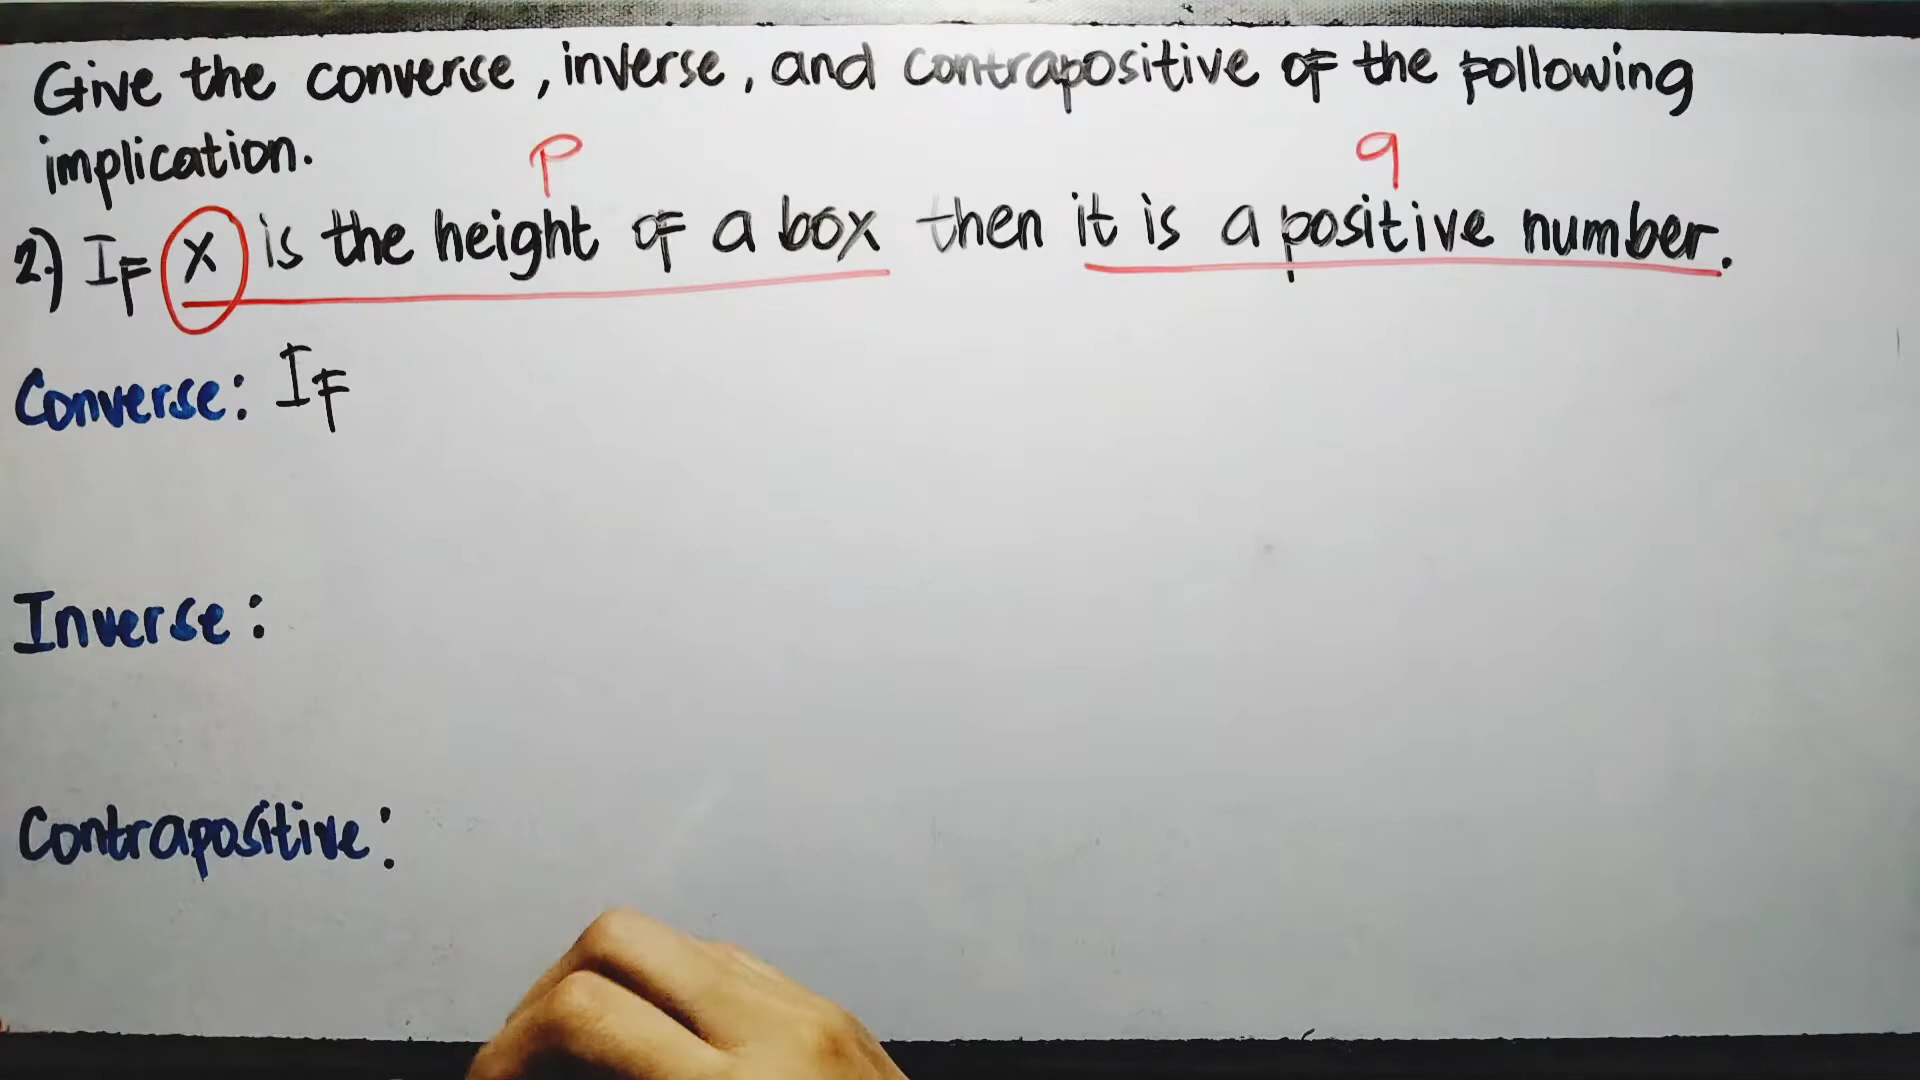 Give the converse, inverse, and contrapositive of the following
implication.
p q
2.) If x is the height of a box then it is a positive number.
Converse: If
Inverse:
Contrapositive: